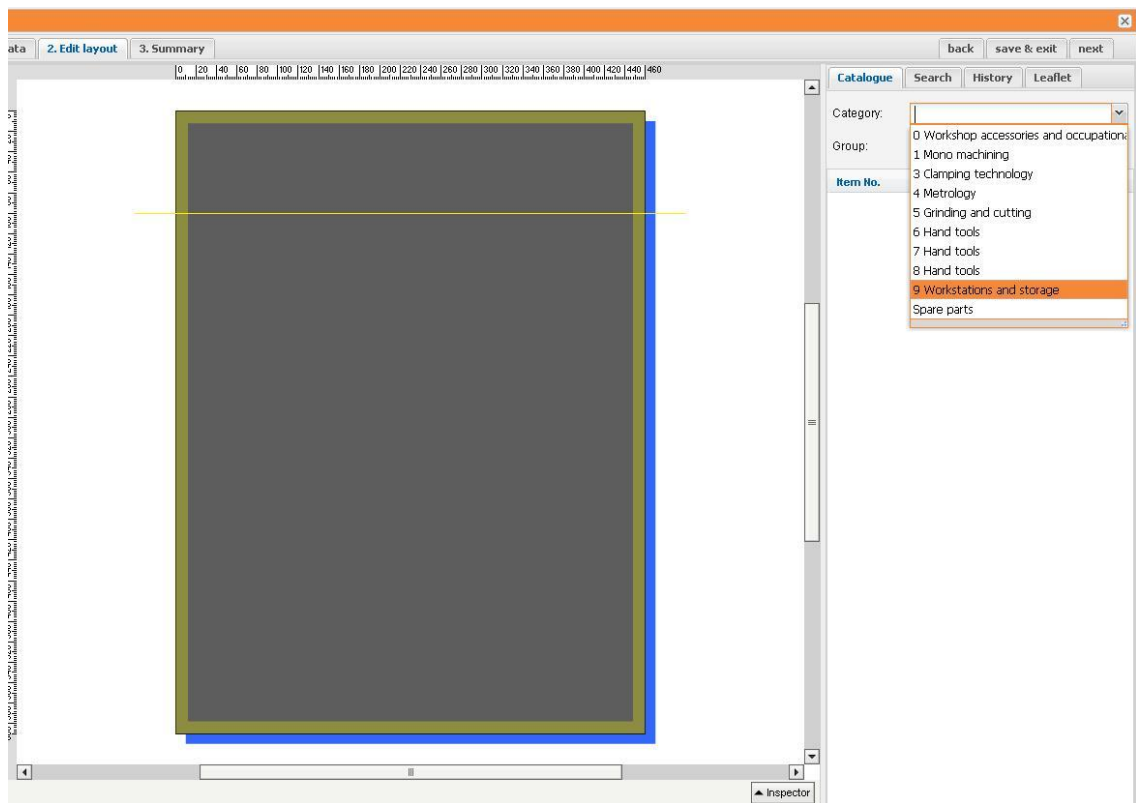 ata 2. Edit layout 3. Summary back save & exit next
0 20 40 60 80 100 120 140 160 180 200 220 240 260 280 300 320 340 360 380 400 420 440 460
Catalogue Search History Leaflet
Category:
0 Workshop accessories and occupationa
1 Mono machining
Group:
3 Clamping technology
Item No.
4 Metrology
5 Grinding and cutting
6 Hand tools
7 Hand tools
8 Hand tools
9 Workstations and storage
Spare parts
Inspector